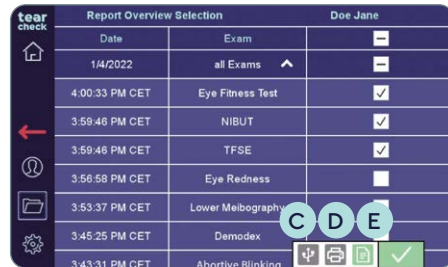 tear
check
Report Overview Selection Doe Jane
Date Exam
1/4/2022 all Exams
4:00:33 PM CET Eye Fitness Test
3:59:46 PM CET NIBUT
3:59:46 PM CET TFSE
3:56:58 PM CET Eye Redness
3:53:37 PM CET Lower Meibography
C D E
3:45:25 PM CET Demodex
3:43:31 PM CET Abortive Blinking